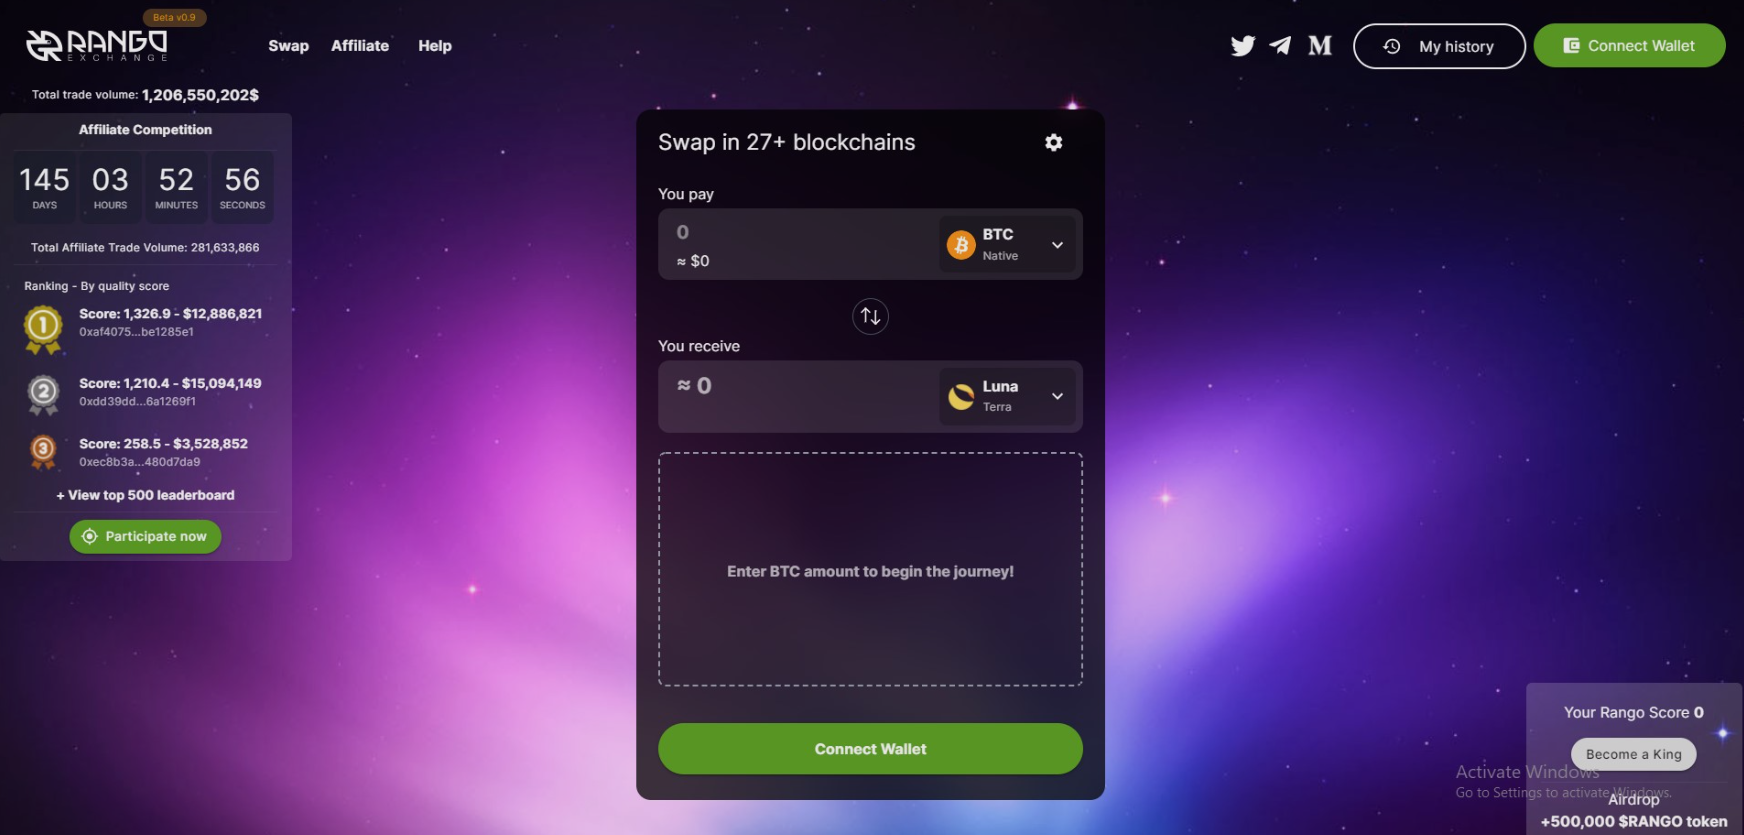 Beta v0.9
RANGO
EXCHANGE
Swap Affiliate Help
My history
Connect Wallet
Total trade volume: 1,206,550,202$
Affiliate Competition
145 03 52 56
DAYS HOURS MINUTES SECONDS
Total Affiliate Trade Volume: 281,633,866
Ranking - By quality score
1
Score: 1,326.9 - $12,886,821
0xaf4075...be1285e1
2
Score: 1,210.4 - $15,094,149
0xdd39dd...6a1269f1
3
Score: 258.5 - $3,528,852
0xec8b3a...480d7da9
+ View top 500 leaderboard
Participate now
Swap in 27+ blockchains
You pay
0
≈ $0
BTC
Native
You receive
≈ 0
Luna
Terra
Enter BTC amount to begin the journey!
Connect Wallet
Your Rango Score 0
Become a King
Activate Windows
Go to Settings to activate Windows.
Airdrop
+500,000 $RANGO token